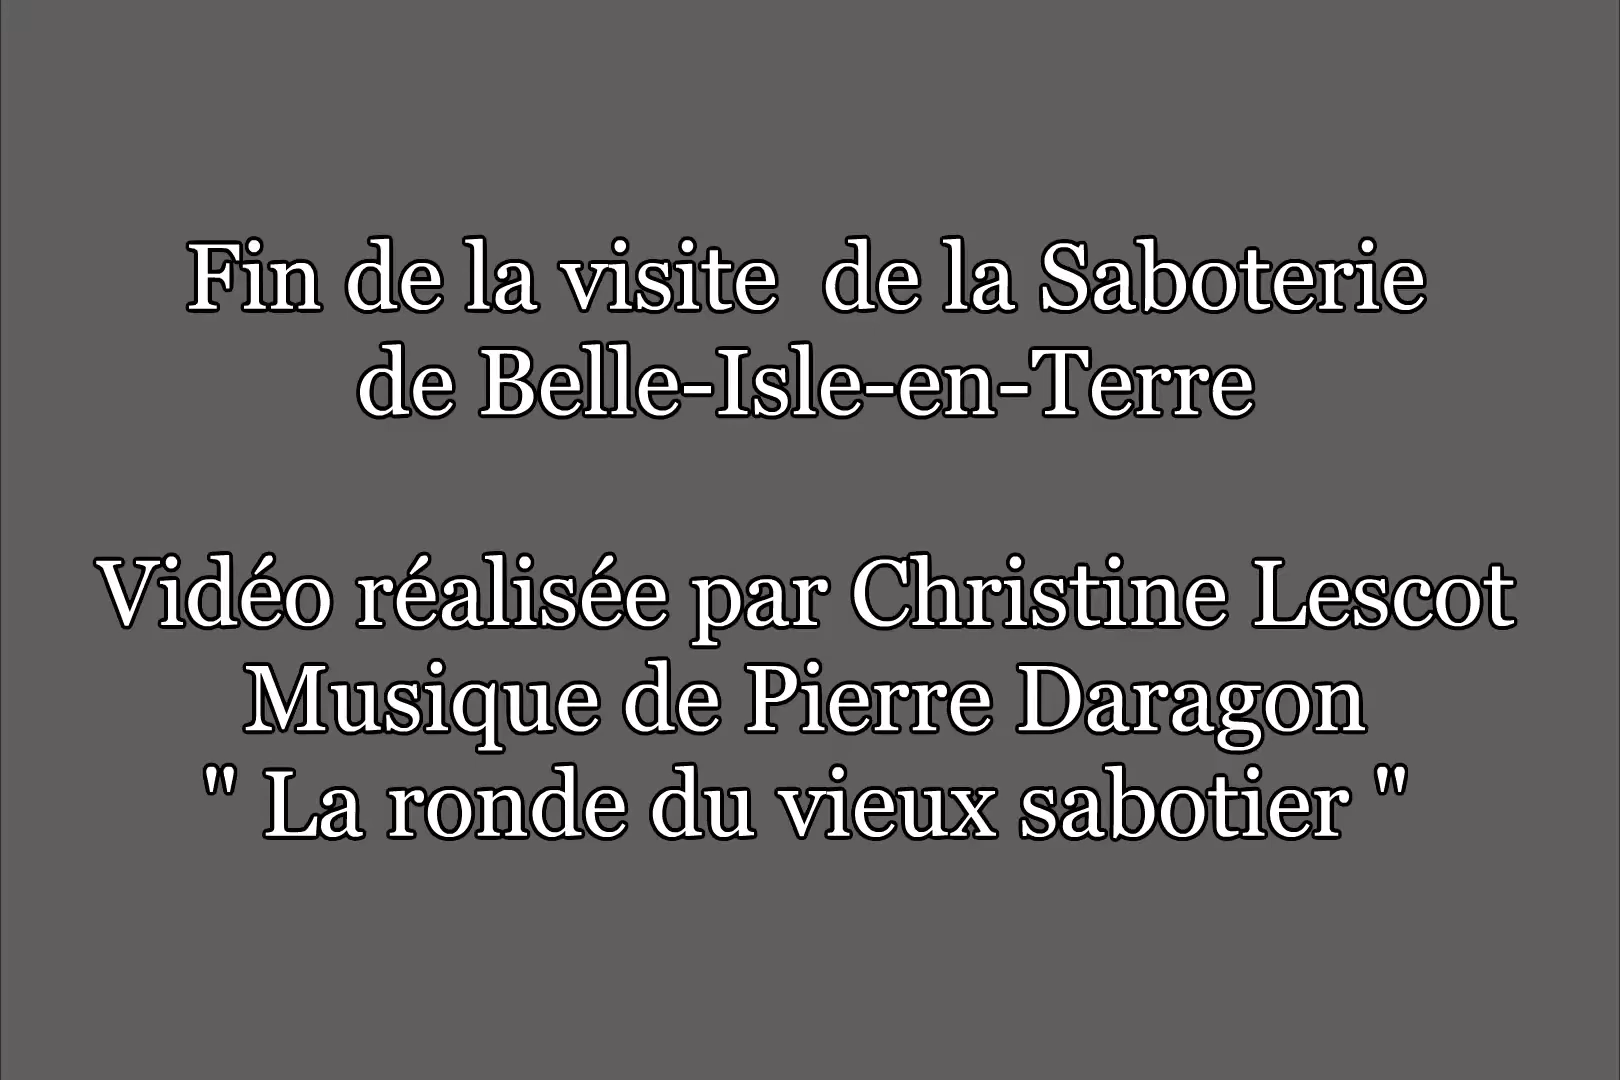 Fin de la visite  de la Saboterie
de Belle-Isle-en-Terre
Vidéo réalisée par Christine Lescot
Musique de Pierre Daragon
" La ronde du vieux sabotier "